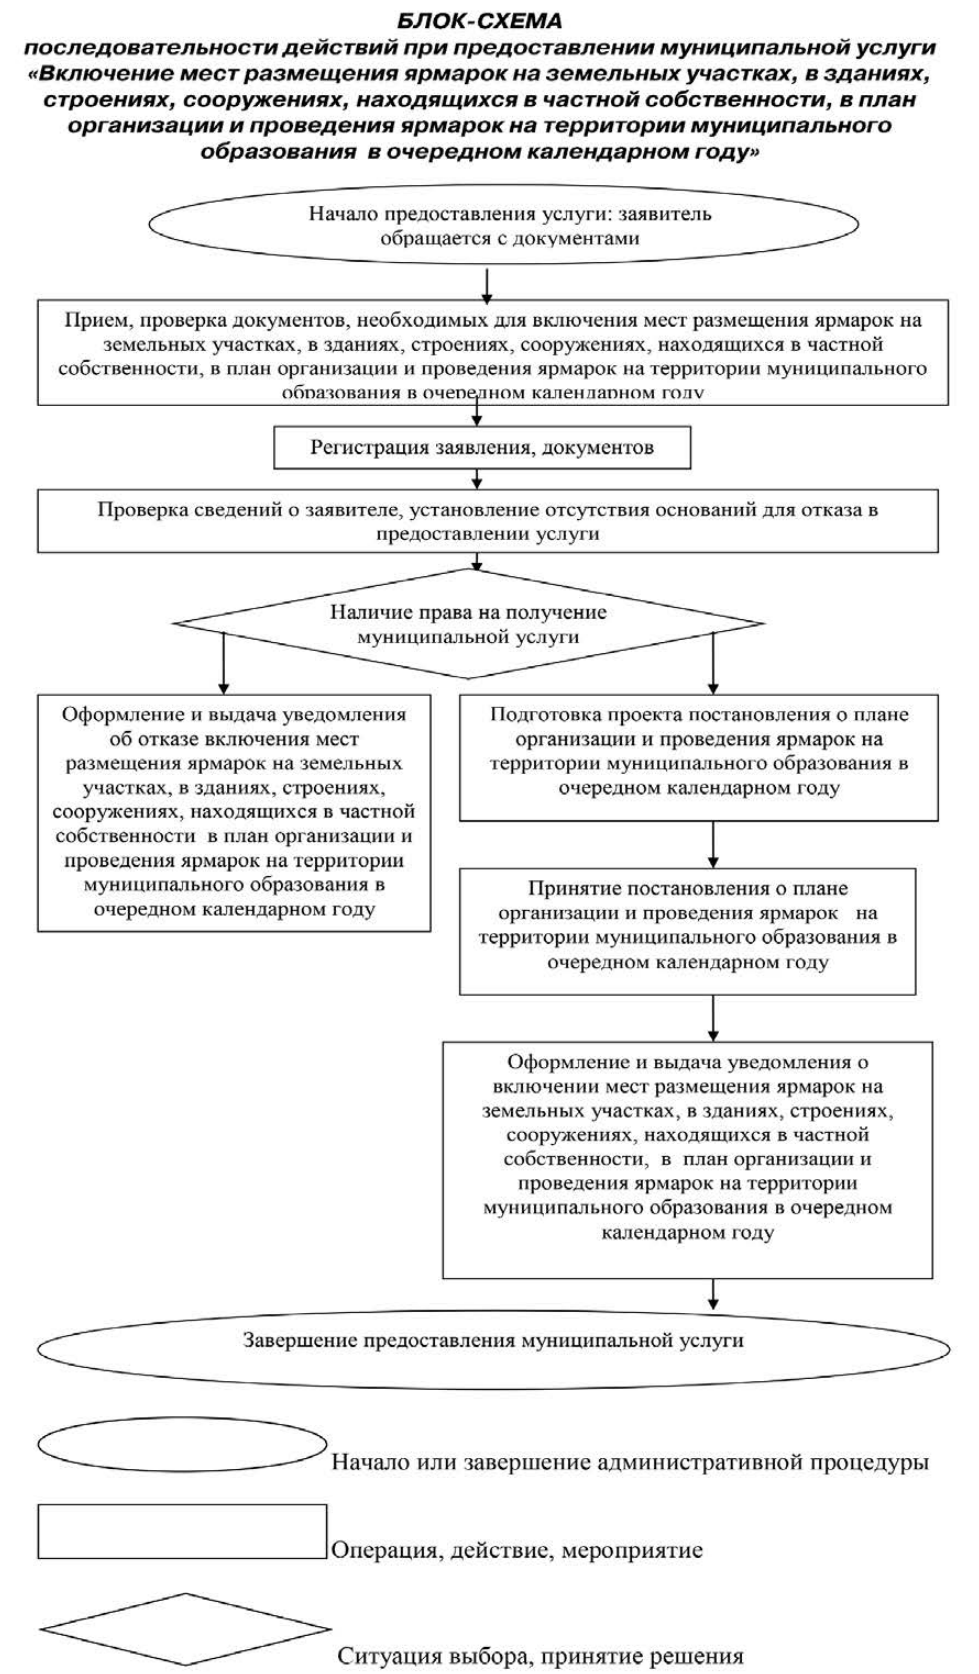 БЛОК-СХЕМА
последовательности действий при предоставлении муниципальной услуги
«Включение мест размещения ярмарок на земельных участках, в зданиях,
строениях, сооружениях, находящихся в частной собственности, в план
организации и проведения ярмарок на территории муниципального
образования в очередном календарном году»
Начало предоставления услуги: заявитель
обращается с документами
Прием, проверка документов, необходимых для включения мест размещения ярмарок на
земельных участках, в зданиях, строениях, сооружениях, находящихся в частной
собственности, в план организации и проведения ярмарок на территории муниципального
образования в очередном календарном году
Регистрация заявления, документов
Проверка сведений о заявителе, установление отсутствия оснований для отказа в
предоставлении услуги
Наличие права на получение
муниципальной услуги
Оформление и выдача уведомления
об отказе включения мест
размещения ярмарок на земельных
участках, в зданиях, строениях,
сооружениях, находящихся в частной
собственности в план организации и
проведения ярмарок на территории
муниципального образования в
очередном календарном году
Подготовка проекта постановления о плане
организации и проведения ярмарок на
территории муниципального образования в
очередном календарном году
Принятие постановления о плане
организации и проведения ярмарок на
территории муниципального образования в
очередном календарном году
Оформление и выдача уведомления о
включении мест размещения ярмарок на
земельных участках, в зданиях, строениях,
сооружениях, находящихся в частной
собственности, в план организации и
проведения ярмарок на территории
муниципального образования в очередном
календарном году
Завершение предоставления муниципальной услуги
Начало или завершение административной процедуры
Операция, действие, мероприятие
Ситуация выбора, принятие решения